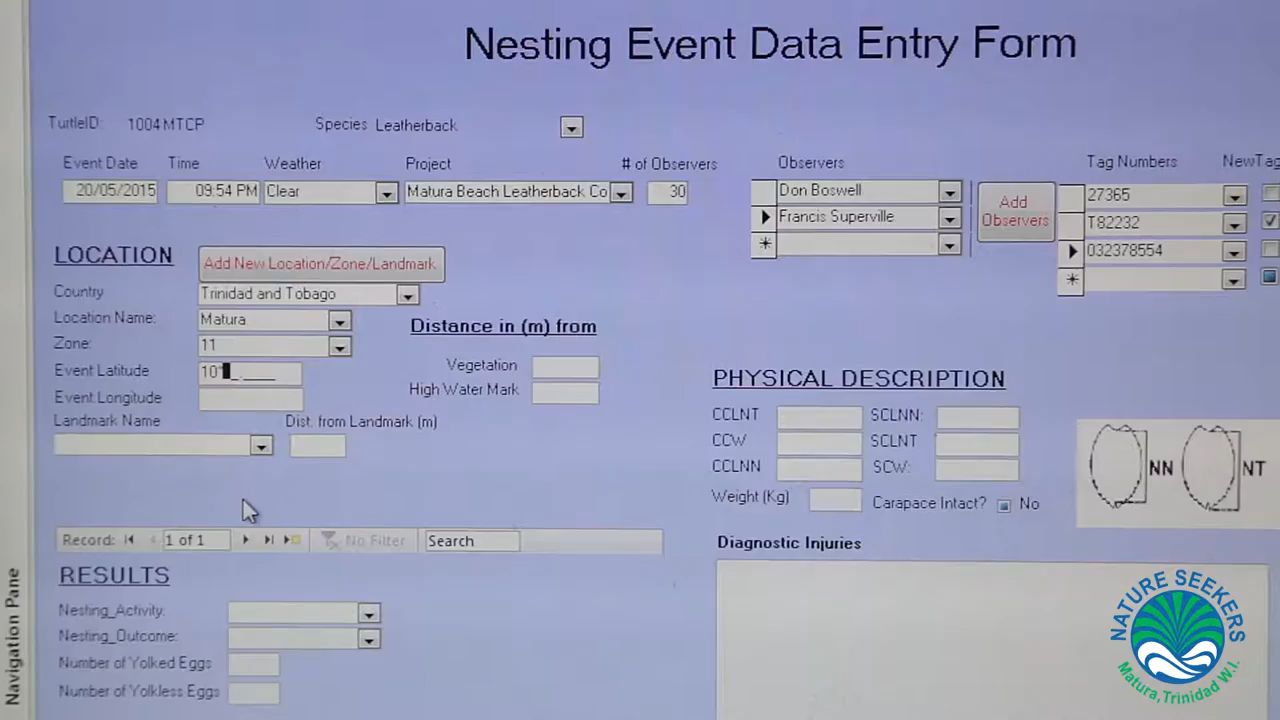 Nesting Event Data Entry Form
TurtleID: 1004 MTCP Species Leatherback
Event Date Time Weather Project # of Observers
20/05/2015 09:54 PM Clear Matura Beach Leatherback Co 30
Observers
Don Boswell
Francis Superville
Add Observers
Tag Numbers NewTag
27365
T82232
032378554
LOCATION Add New Location/Zone/Landmark
Country Trinidad and Tobago
Location Name: Matura
Zone: 11
Event Latitude 10°
Event Longitude
Landmark Name Dist. from Landmark (m)
Distance in (m) from
Vegetation
High Water Mark
PHYSICAL DESCRIPTION
CCLNT SCLNN:
CCW SCLNT
CCLNN SCW:
Weight (Kg) Carapace Intact? No
NN NT
Record: 1 of 1 No Filter Search
Diagnostic Injuries
RESULTS
Nesting_Activity:
Nesting_Outcome:
Number of Yolked Eggs
Number of Yolkless Eggs
Navigation Pane
NATURE SEEKERS
Matura, Trinidad W.I.